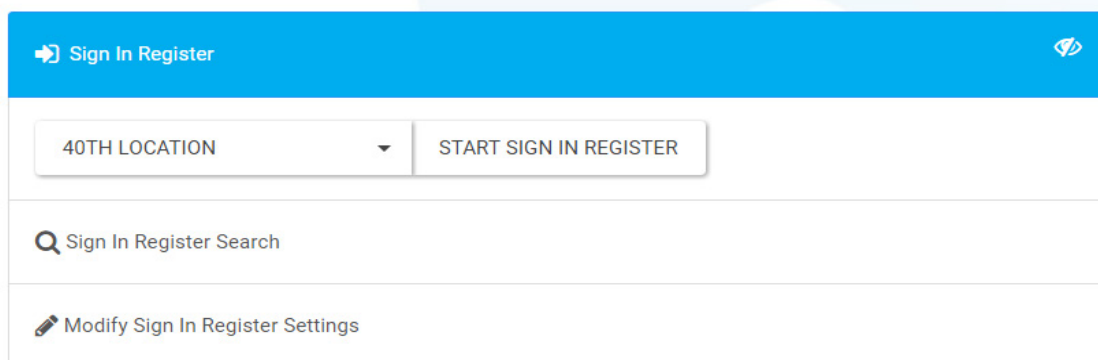 Sign In Register
40TH LOCATION
START SIGN IN REGISTER
Sign In Register Search
Modify Sign In Register Settings